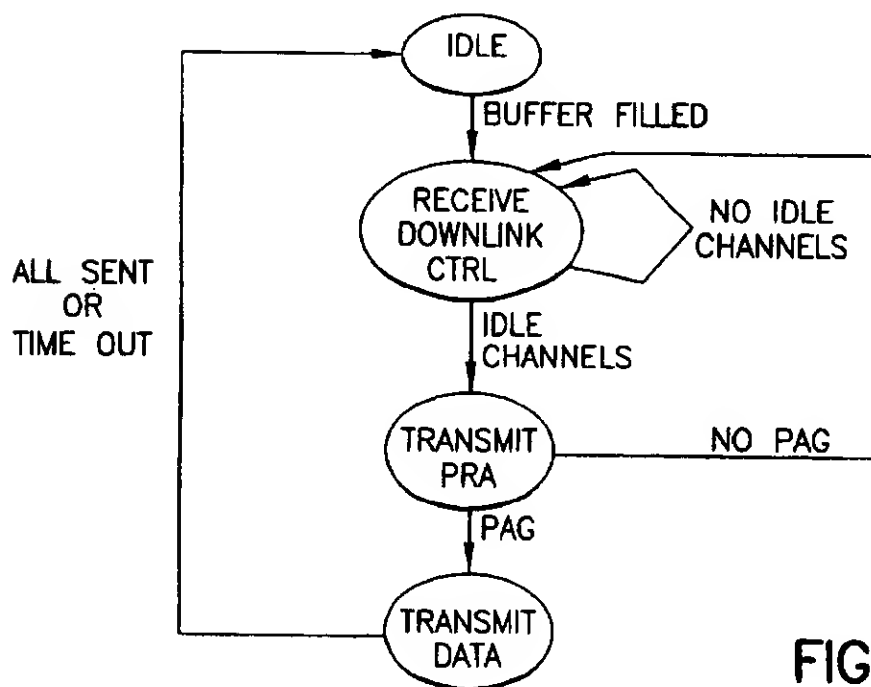 IDLE
BUFFER FILLED
RECEIVE
DOWNLINK
CTRL
NO IDLE
CHANNELS
ALL SENT
OR
TIME OUT
IDLE
CHANNELS
TRANSMIT
PRA
NO PAG
PAG
TRANSMIT
DATA
FIG